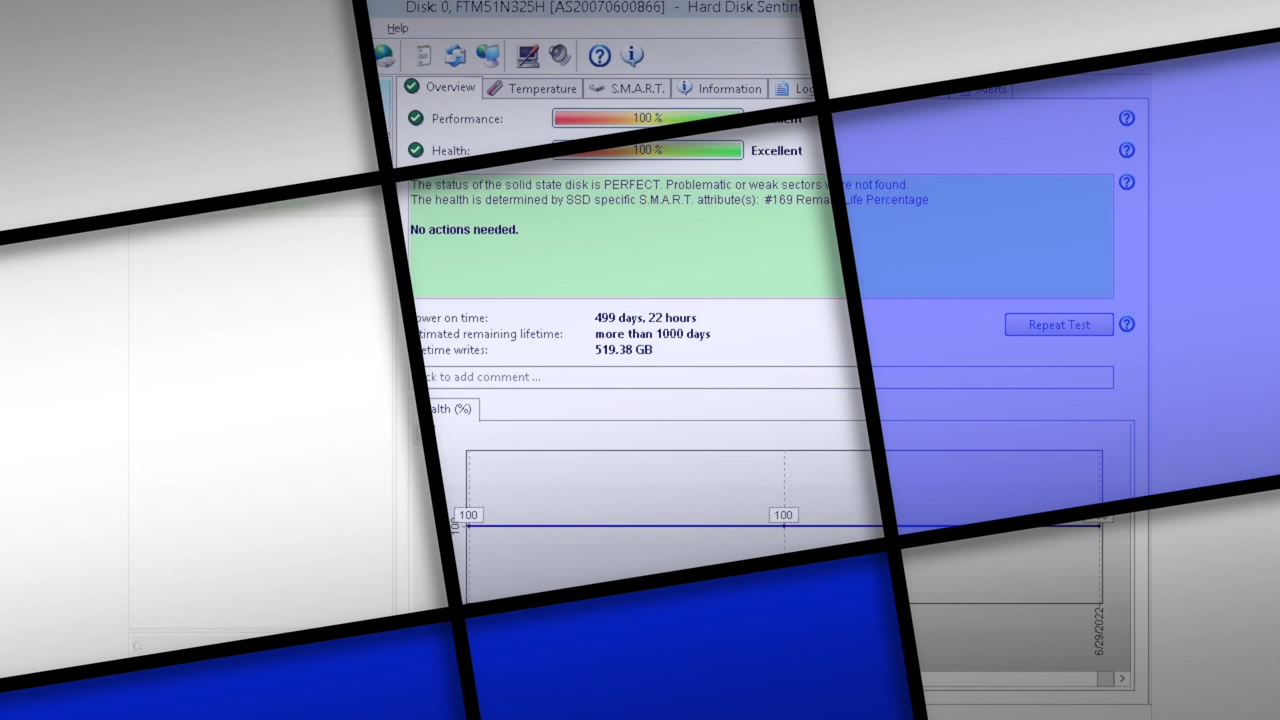 Disk: 0, FTM51N325H [AS20070600866] - Hard Disk Sentin
Help
Overview Temperature S.M.A.R.T. Information Log
Performance: 100 %
Health: 100 % Excellent
The status of the solid state disk is PERFECT. Problematic or weak sectors were not found.
The health is determined by SSD specific S.M.A.R.T. attribute(s): #169 Remai Life Percentage
No actions needed.
ower on time: 499 days, 22 hours
timated remaining lifetime: more than 1000 days
etime writes: 519.38 GB
Repeat Test
ck to add comment ...
alth (%)
100 100
100
6/29/2022
C: